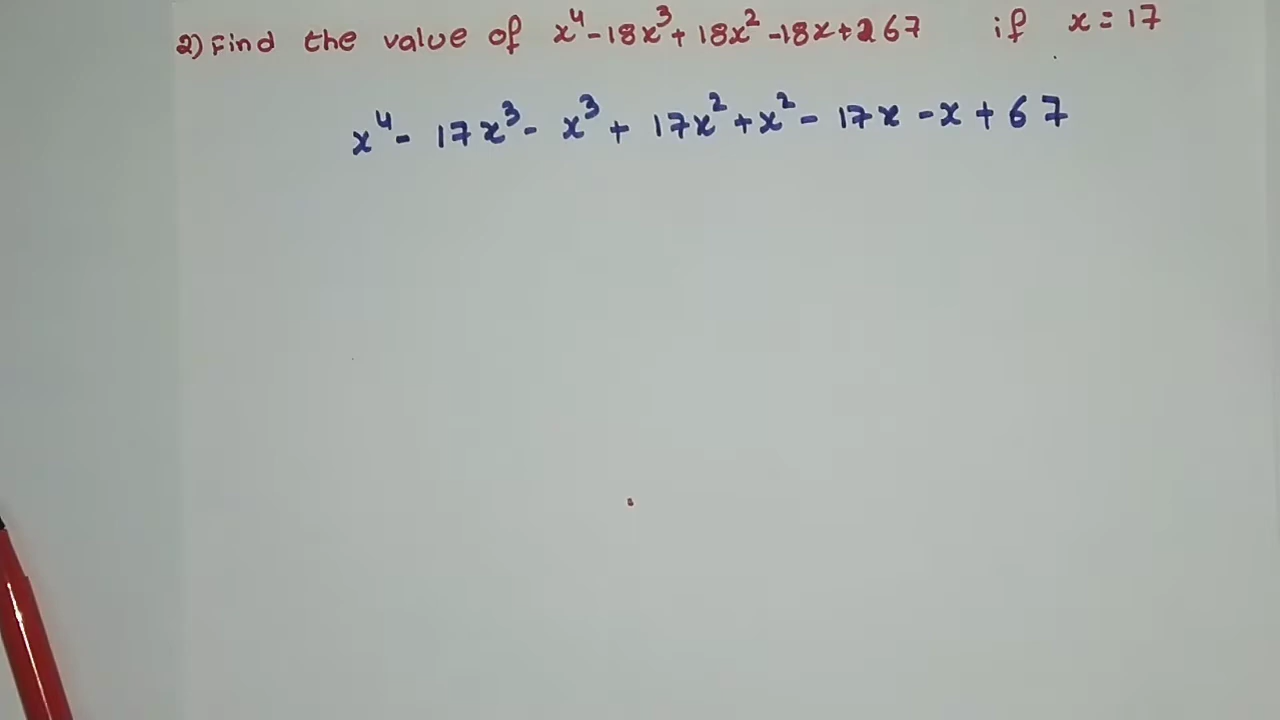 2) Find the value of x⁴-18x³+18x²-18x+267 if x=17
x⁴- 17x³- x³ + 17x²+x²- 17x -x + 67